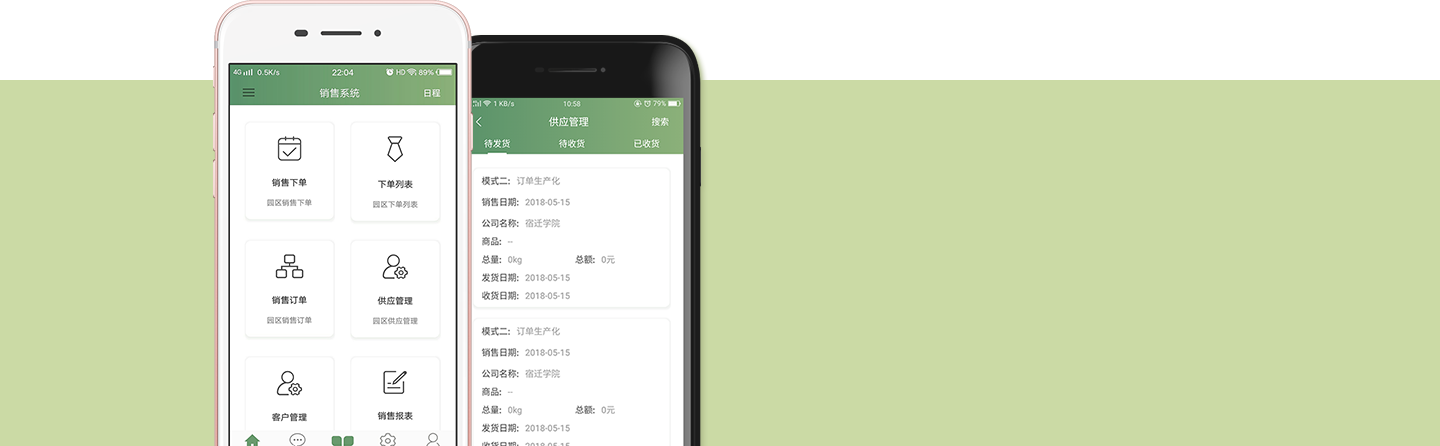 4G 0.5K/s 22:04 HD 89%
销售系统 日程
销售下单
园区销售下单
下单列表
园区下单列表
销售订单
园区销售订单
供应管理
园区供应管理
客户管理
销售报表
1 KB/s 10:58 79%
供应管理 搜索
待发货 待收货 已收货
模式二: 订单生产化
销售日期: 2018-05-15
公司名称: 宿迁学院
商品: --
总量: 0kg 总额: 0元
发货日期: 2018-05-15
收货日期: 2018-05-15
模式二: 订单生产化
销售日期: 2018-05-15
公司名称: 宿迁学院
商品: --
总量: 0kg 总额: 0元
发货日期: 2018-05-15